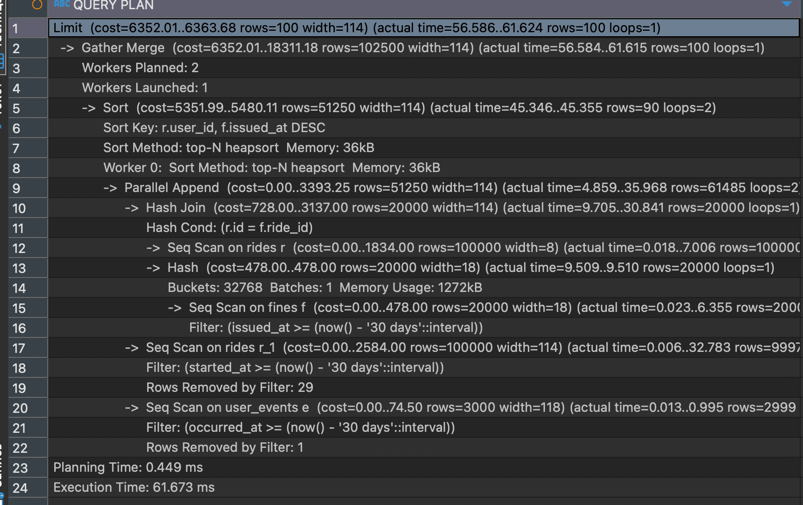 ABC QUERY PLAN
1 Limit (cost=6352.01..6363.68 rows=100 width=114) (actual time=56.586..61.624 rows=100 loops=1)
2 -> Gather Merge (cost=6352.01..18311.18 rows=102500 width=114) (actual time=56.584..61.615 rows=100 loops=1)
3 Workers Planned: 2
4 Workers Launched: 1
5 -> Sort (cost=5351.99..5480.11 rows=51250 width=114) (actual time=45.346..45.355 rows=90 loops=2)
6 Sort Key: r.user_id, f.issued_at DESC
7 Sort Method: top-N heapsort Memory: 36kB
8 Worker 0: Sort Method: top-N heapsort Memory: 36kB
9 -> Parallel Append (cost=0.00..3393.25 rows=51250 width=114) (actual time=4.859..35.968 rows=61485 loops=2
10 -> Hash Join (cost=728.00..3137.00 rows=20000 width=114) (actual time=9.705..30.841 rows=20000 loops=1)
11 Hash Cond: (r.id = f.ride_id)
12 -> Seq Scan on rides r (cost=0.00..1834.00 rows=100000 width=8) (actual time=0.018..7.006 rows=100000
13 -> Hash (cost=478.00..478.00 rows=20000 width=18) (actual time=9.509..9.510 rows=20000 loops=1)
14 Buckets: 32768 Batches: 1 Memory Usage: 1272kB
15 -> Seq Scan on fines f (cost=0.00..478.00 rows=20000 width=18) (actual time=0.023..6.355 rows=200
16 Filter: (issued_at >= (now() - '30 days'::interval))
17 -> Seq Scan on rides r_1 (cost=0.00..2584.00 rows=100000 width=114) (actual time=0.006..32.783 rows=9997
18 Filter: (started_at >= (now() - '30 days'::interval))
19 Rows Removed by Filter: 29
20 -> Seq Scan on user_events e (cost=0.00..74.50 rows=3000 width=118) (actual time=0.013..0.995 rows=2999
21 Filter: (occurred_at >= (now() - '30 days'::interval))
22 Rows Removed by Filter: 1
23 Planning Time: 0.449 ms
24 Execution Time: 61.673 ms